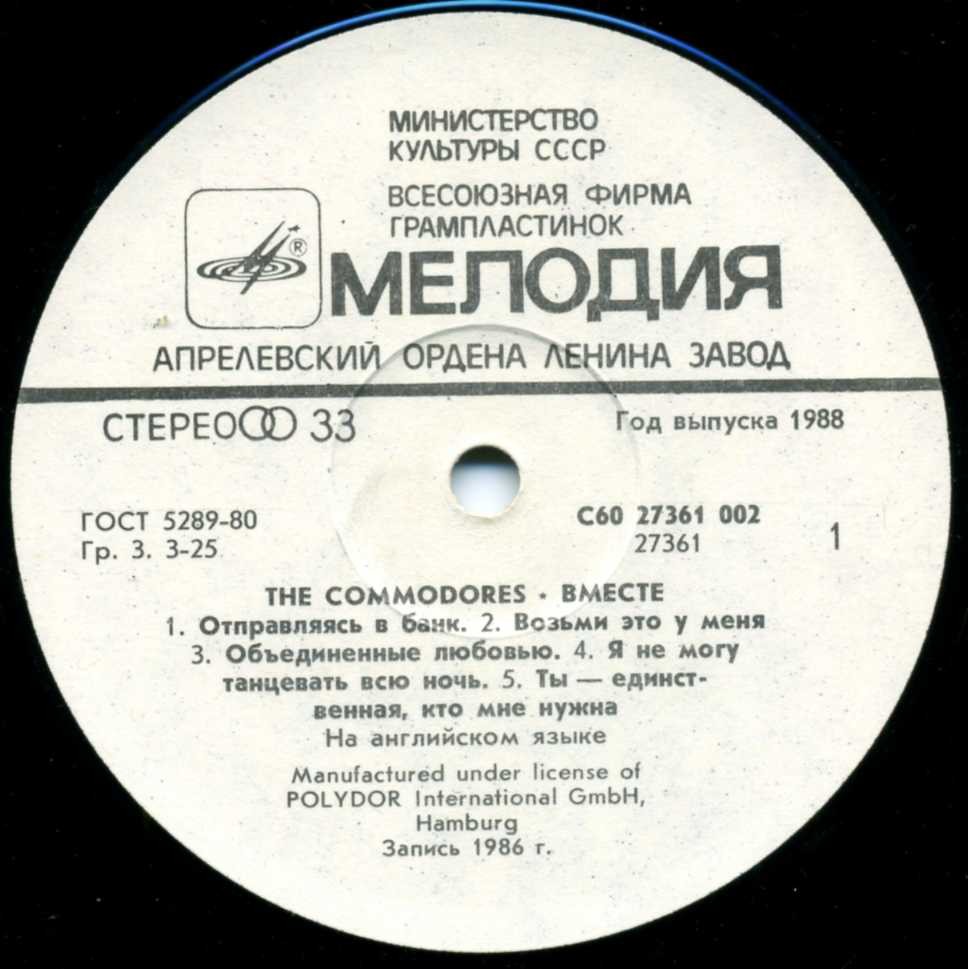 МИНИСТЕРСТВО
КУЛЬТУРЫ СССР
ВСЕСОЮЗНАЯ ФИРМА
ГРАМПЛАСТИНОК
®
МЕЛОДИЯ
АПРЕЛЕВСКИЙ ОРДЕНА ЛЕНИНА ЗАВОД
СТЕРЕО 33
Год выпуска 1988
ГОСТ 5289-80
Гр. 3. 3-25
С60 27361 002
27361
1
THE COMMODORES • ВМЕСТЕ
1. Отправляясь в банк. 2. Возьми это у меня
3. Объединенные любовью. 4. Я не могу
танцевать всю ночь. 5. Ты — единст-
венная, кто мне нужна
На английском языке
Manufactured under license of
POLYDOR International GmbH,
Hamburg
Запись 1986 г.